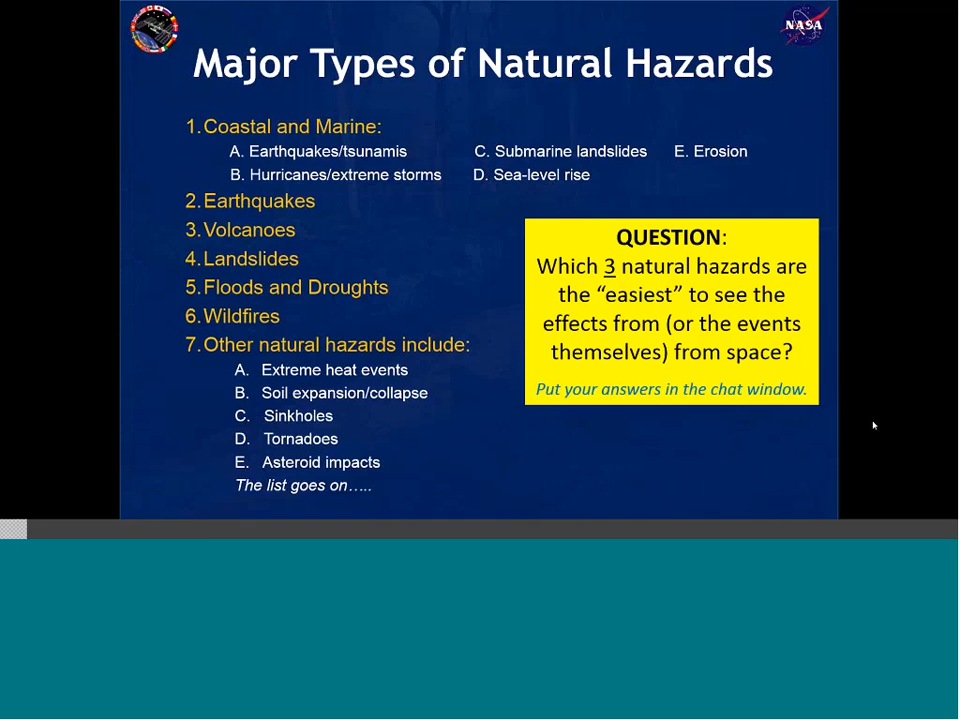 NASA
Major Types of Natural Hazards
1. Coastal and Marine:
A. Earthquakes/tsunamis C. Submarine landslides E. Erosion
B. Hurricanes/extreme storms D. Sea-level rise
2. Earthquakes
3. Volcanoes
4. Landslides
5. Floods and Droughts
6. Wildfires
7. Other natural hazards include:
A. Extreme heat events
B. Soil expansion/collapse
C. Sinkholes
D. Tornadoes
E. Asteroid impacts
The list goes on.....
QUESTION:
Which 3 natural hazards are
the “easiest” to see the
effects from (or the events
themselves) from space?
Put your answers in the chat window.